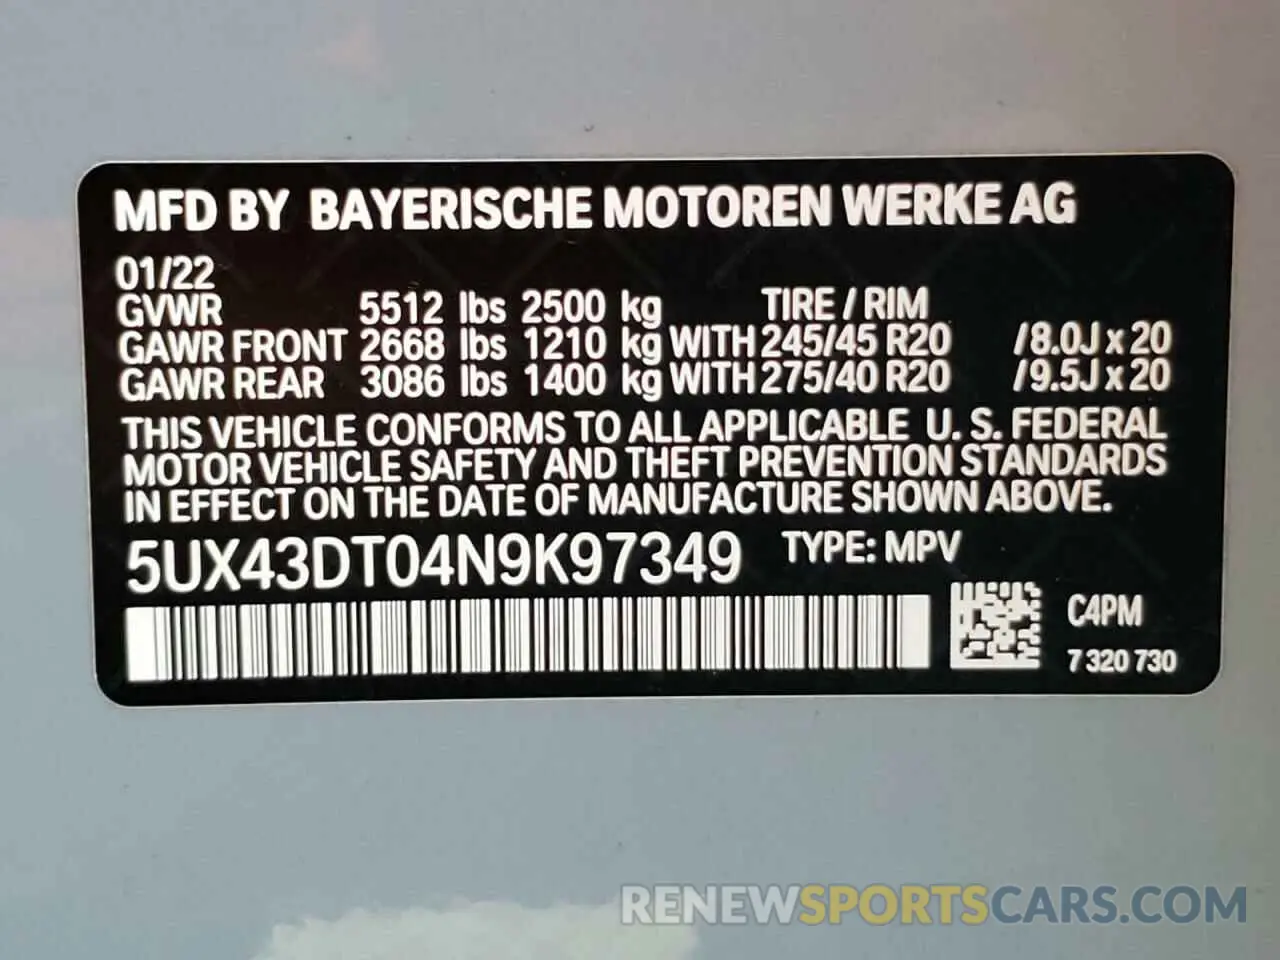 MFD BY BAYERISCHE MOTOREN WERKE AG
01/22
GVWR 5512 lbs 2500 kg TIRE / RIM
GAWR FRONT 2668 lbs 1210 kg WITH 245/45 R20 /8.0J x 20
GAWR REAR 3086 lbs 1400 kg WITH 275/40 R20 /9.5J x 20
THIS VEHICLE CONFORMS TO ALL APPLICABLE U. S. FEDERAL
MOTOR VEHICLE SAFETY AND THEFT PREVENTION STANDARDS
IN EFFECT ON THE DATE OF MANUFACTURE SHOWN ABOVE.
5UX43DT04N9K97349 TYPE: MPV
C4PM
7 320 730
RENEWSPORTSCARS.COM